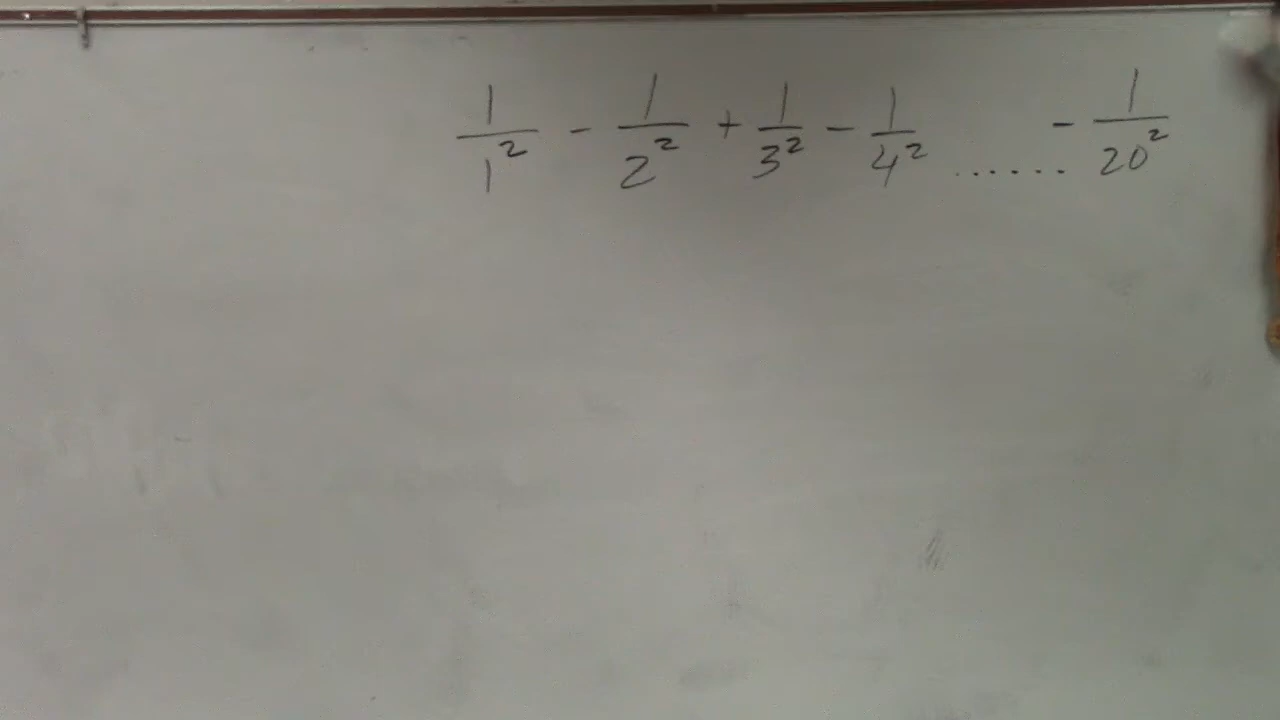 1/1² - 1/2² + 1/3² - 1/4² ...... - 1/20²